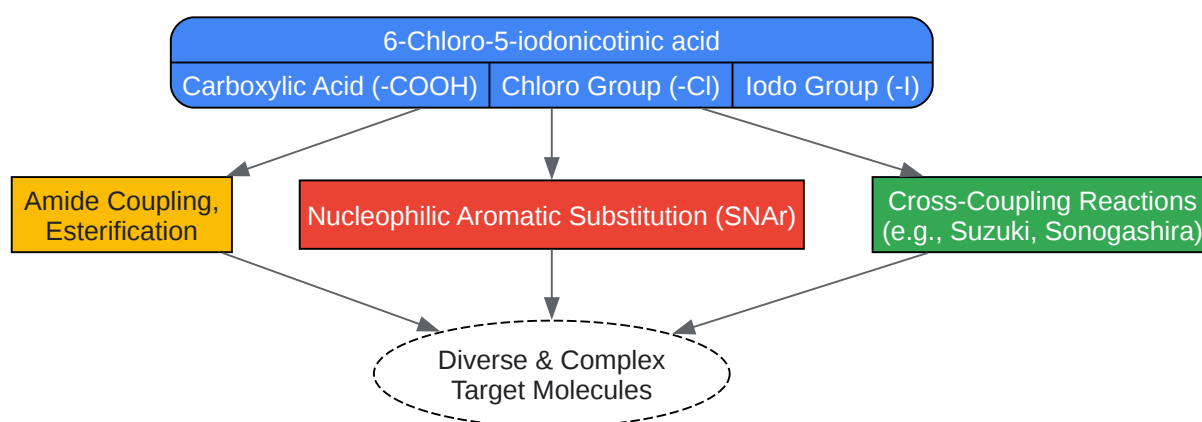 6-Chloro-5-iodonicotinic acid
Carboxylic Acid (-COOH)
Chloro Group (-Cl)
Iodo Group (-I)
Amide Coupling,
Esterification
Nucleophilic Aromatic Substitution (SNAr)
Cross-Coupling Reactions
(e.g., Suzuki, Sonogashira)
Diverse & Complex
Target Molecules